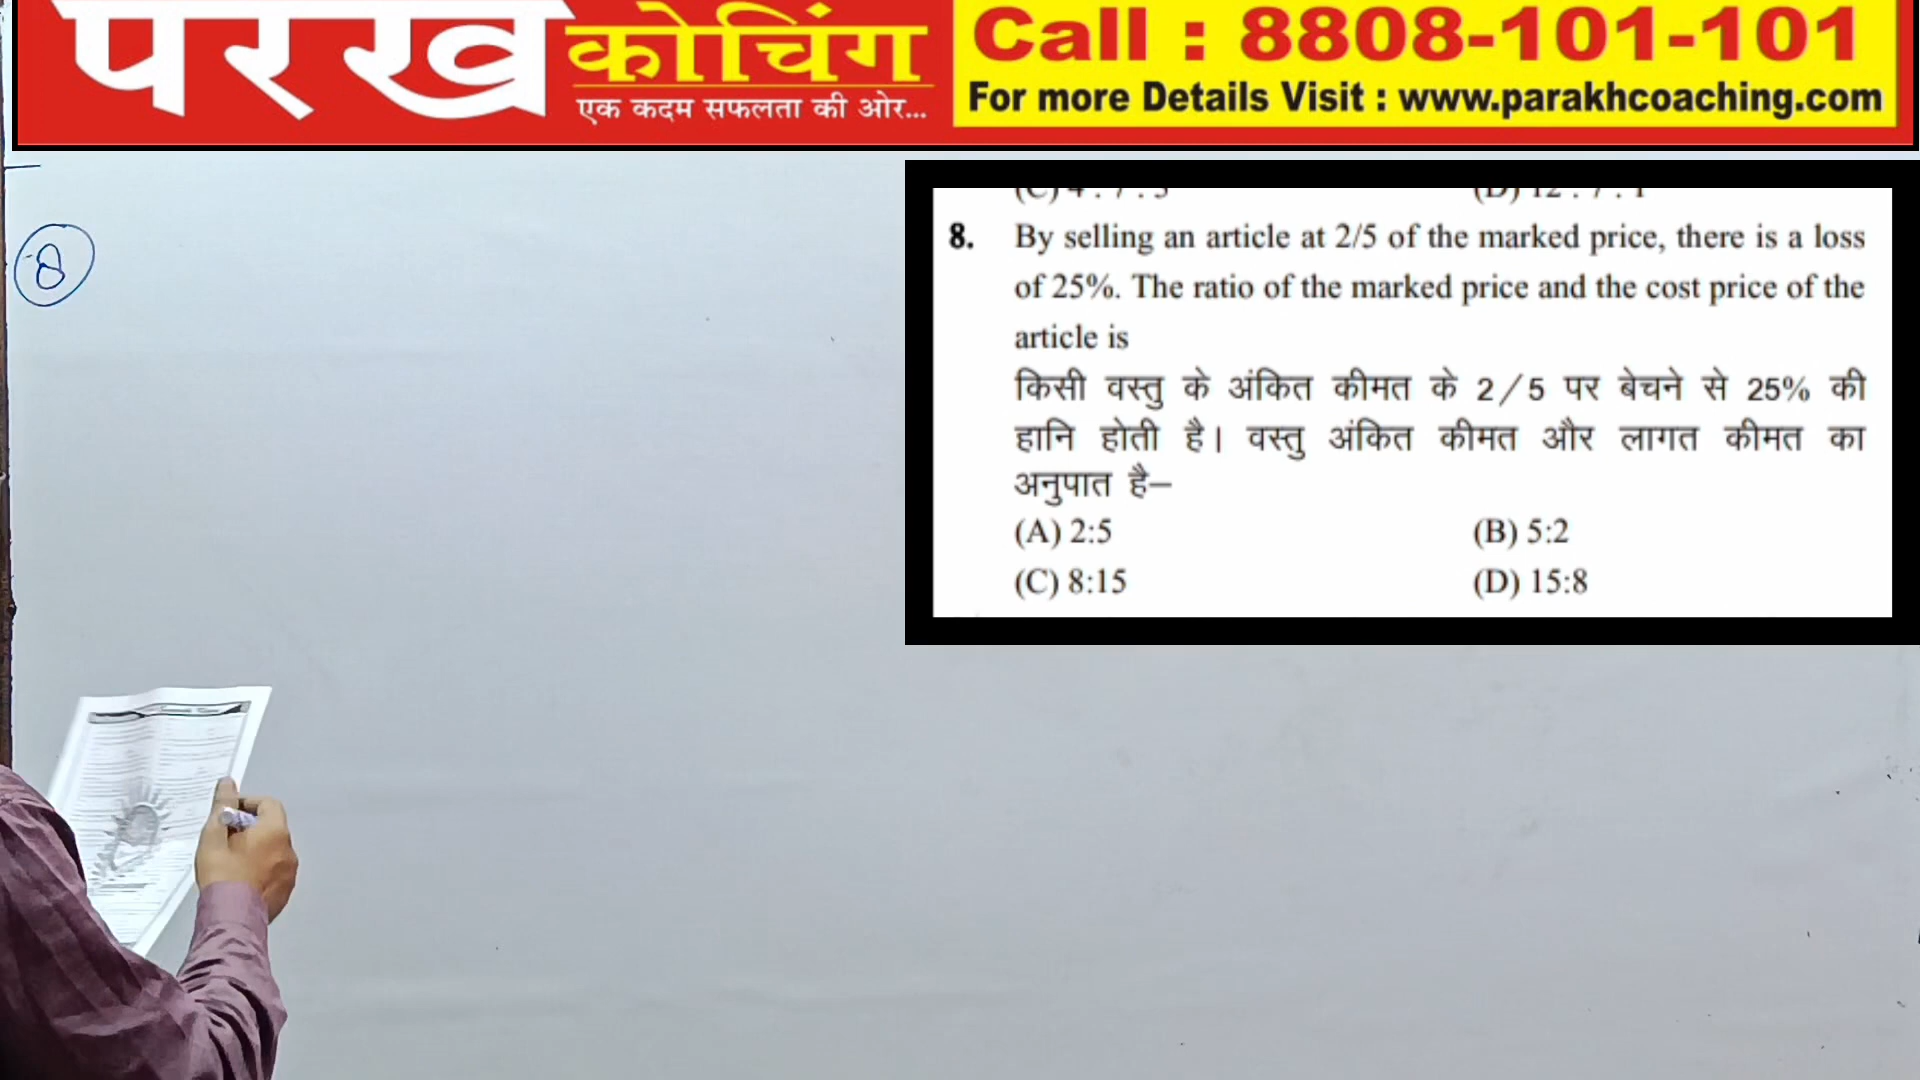 परख कोचिंग
एक कदम सफलता की ओर...
Call : 8808-101-101
For more Details Visit : www.parakhcoaching.com
8
8. By selling an article at 2/5 of the marked price, there is a loss
of 25%. The ratio of the marked price and the cost price of the
article is
किसी वस्तु के अंकित कीमत के 2/5 पर बेचने से 25% की
हानि होती है। वस्तु अंकित कीमत और लागत कीमत का
अनुपात है–
(A) 2:5 (B) 5:2
(C) 8:15 (D) 15:8